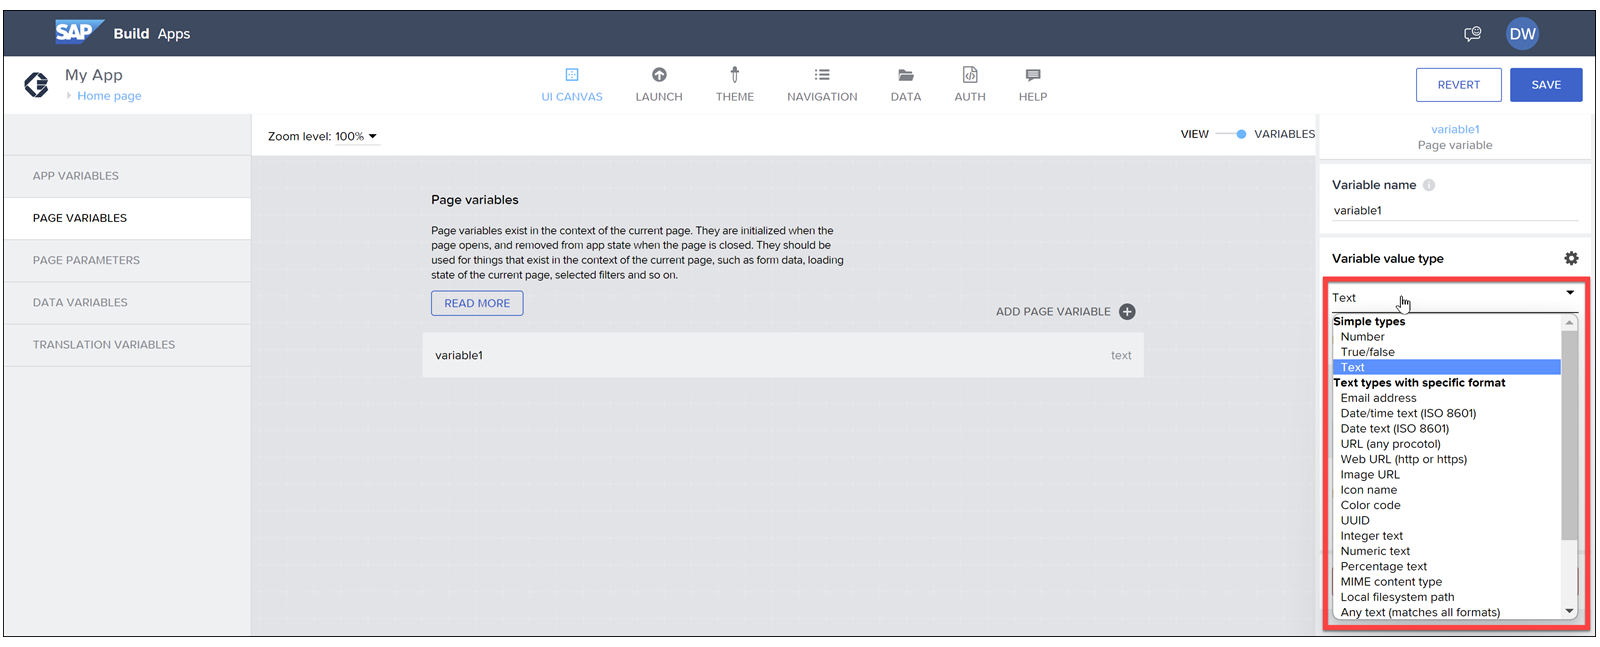 SAP Build Apps
DW
My App
Home page
UI CANVAS
LAUNCH
THEME
NAVIGATION
DATA
AUTH
HELP
REVERT
SAVE
APP VARIABLES
PAGE VARIABLES
PAGE PARAMETERS
DATA VARIABLES
TRANSLATION VARIABLES
Zoom level: 100%
VIEW
VARIABLES
Page variables
Page variables exist in the context of the current page. They are initialized when the
page opens, and removed from app state when the page is closed. They should be
used for things that exist in the context of the current page, such as form data, loading
state of the current page, selected filters and so on.
READ MORE
ADD PAGE VARIABLE
variable1
text
variable1
Page variable
Variable name
variable1
Variable value type
Text
Simple types
Number
True/false
Text
Text types with specific format
Email address
Date/time text (ISO 8601)
Date text (ISO 8601)
URL (any procotol)
Web URL (http or https)
Image URL
Icon name
Color code
UUID
Integer text
Numeric text
Percentage text
MIME content type
Local filesystem path
Any text (matches all formats)